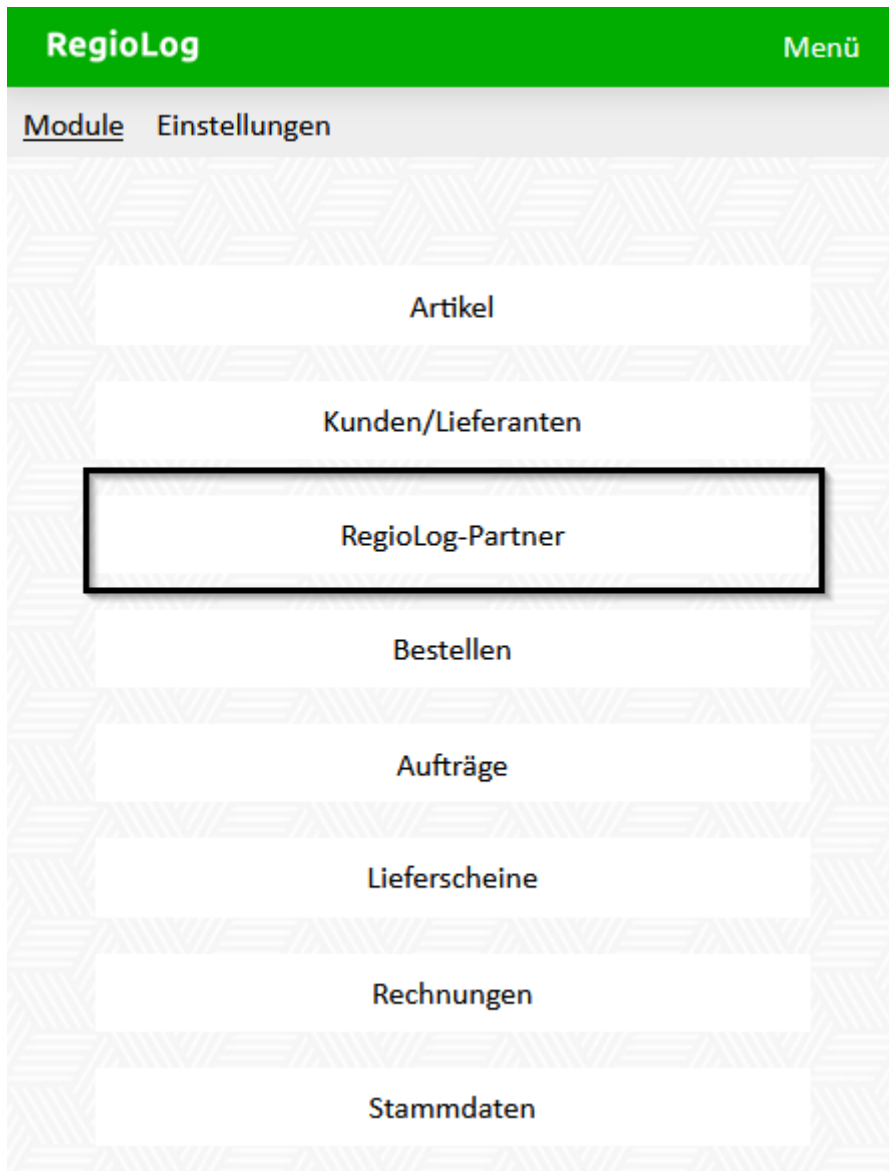 RegioLog
Menü
Module Einstellungen
Artikel
Kunden/Lieferanten
RegioLog-Partner
Bestellen
Aufträge
Lieferscheine
Rechnungen
Stammdaten